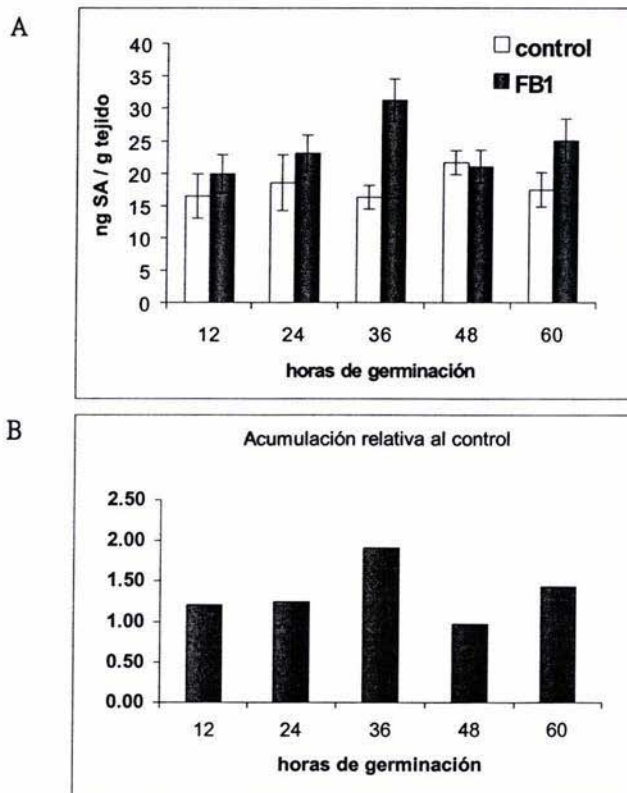 A
control
FB1
ng SA / g tejido
40
35
30
25
20
15
10
5
0
12 24 36 48 60
horas de germinación
B
Acumulación relativa al control
2.50
2.00
1.50
1.00
0.50
0.00
12 24 36 48 60
horas de germinación